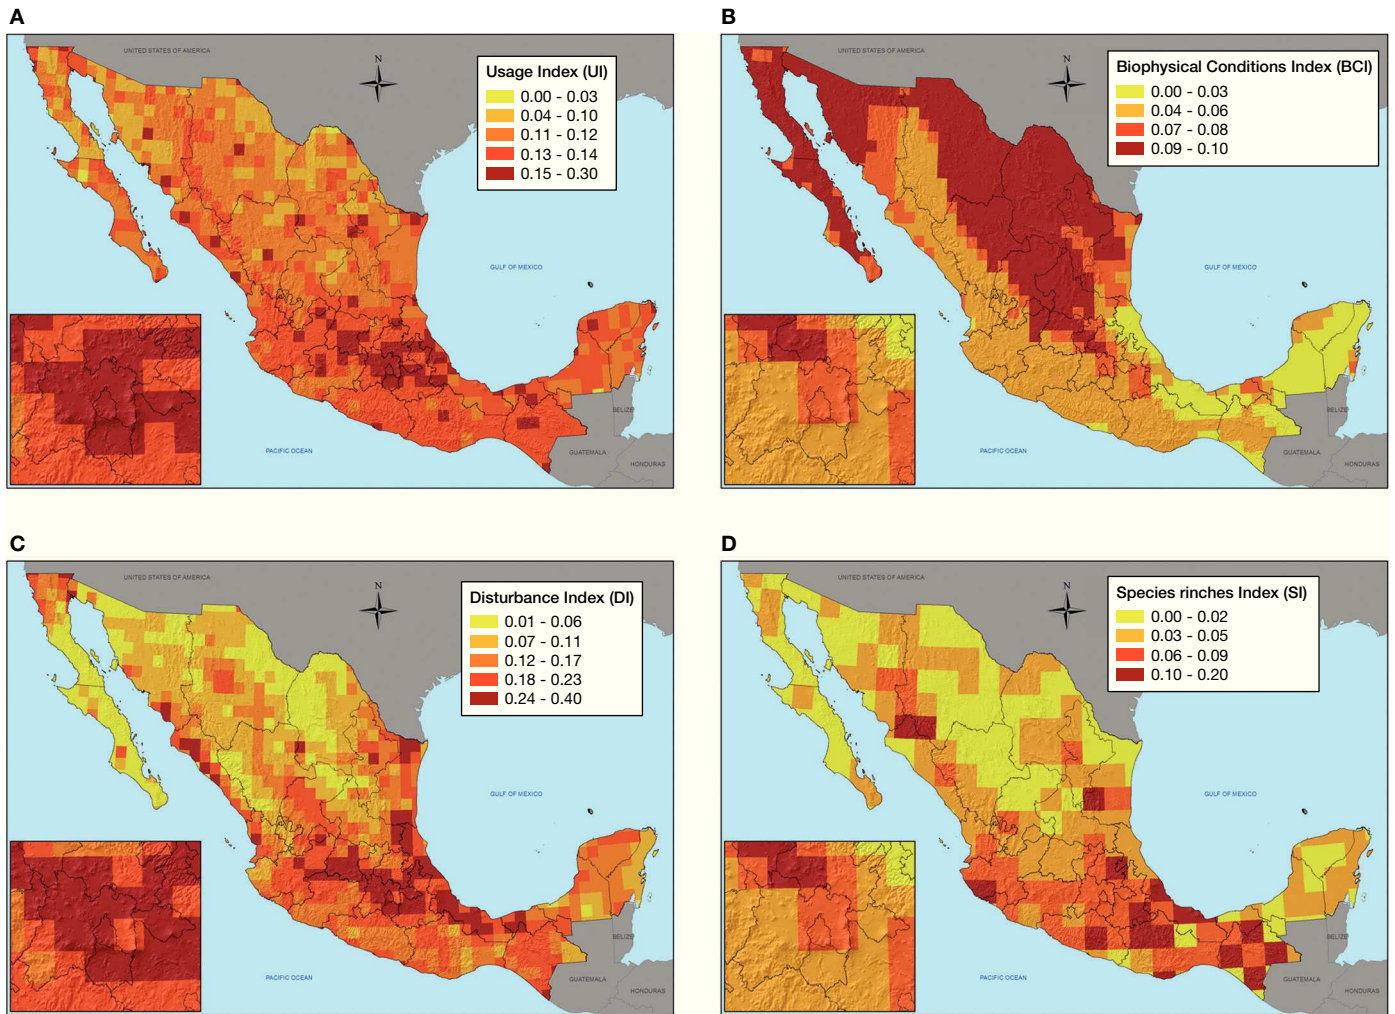 A
UNITED STATES OF AMERICA
N
Usage Index (UI)
0.00 - 0.03
0.04 - 0.10
0.11 - 0.12
0.13 - 0.14
0.15 - 0.30
GULF OF MEXICO
PACIFIC OCEAN
BELIZE
GUATEMALA
HONDURAS
B
UNITED STATES OF AMERICA
N
Biophysical Conditions Index (BCI)
0.00 - 0.03
0.04 - 0.06
0.07 - 0.08
0.09 - 0.10
GULF OF MEXICO
PACIFIC OCEAN
BELIZE
GUATEMALA
HONDURAS
C
UNITED STATES OF AMERICA
N
Disturbance Index (DI)
0.01 - 0.06
0.07 - 0.11
0.12 - 0.17
0.18 - 0.23
0.24 - 0.40
GULF OF MEXICO
PACIFIC OCEAN
BELIZE
GUATEMALA
HONDURAS
D
UNITED STATES OF AMERICA
N
Species rinches Index (SI)
0.00 - 0.02
0.03 - 0.05
0.06 - 0.09
0.10 - 0.20
GULF OF MEXICO
PACIFIC OCEAN
BELIZE
GUATEMALA
HONDURAS